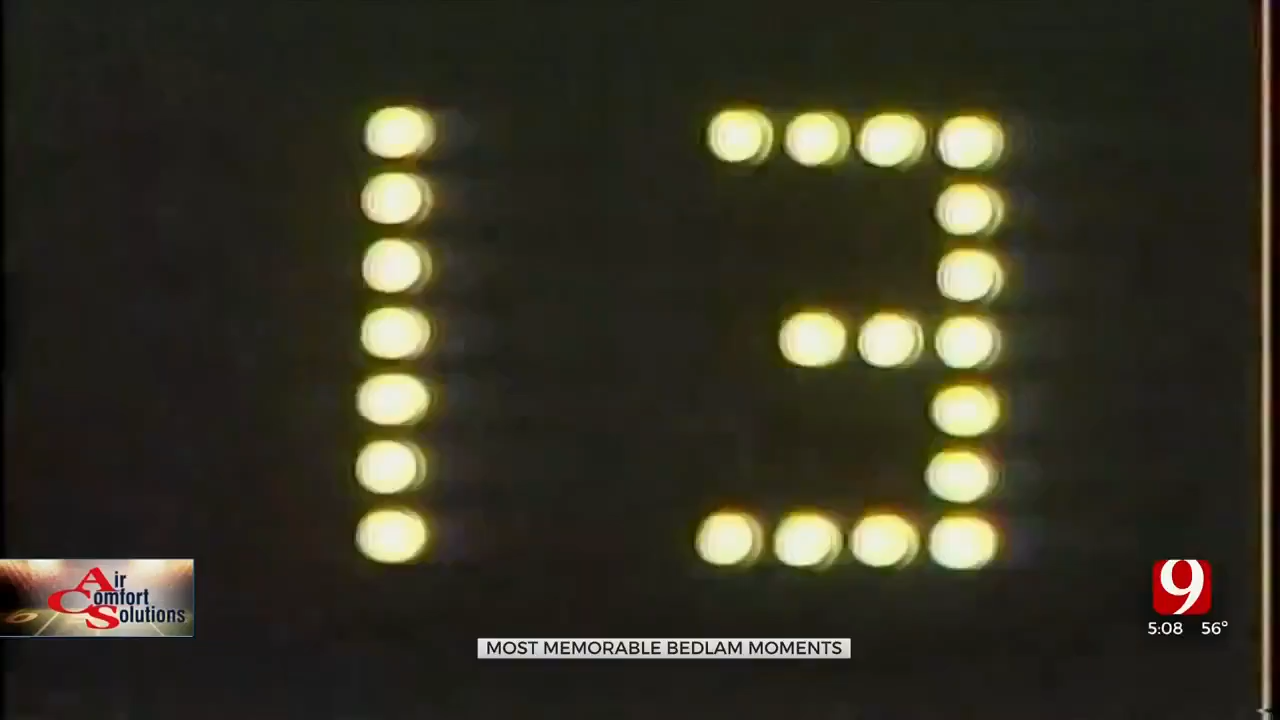 13
Air
Comfort
Solutions
9
5:08 56°
MOST MEMORABLE BEDLAM MOMENTS